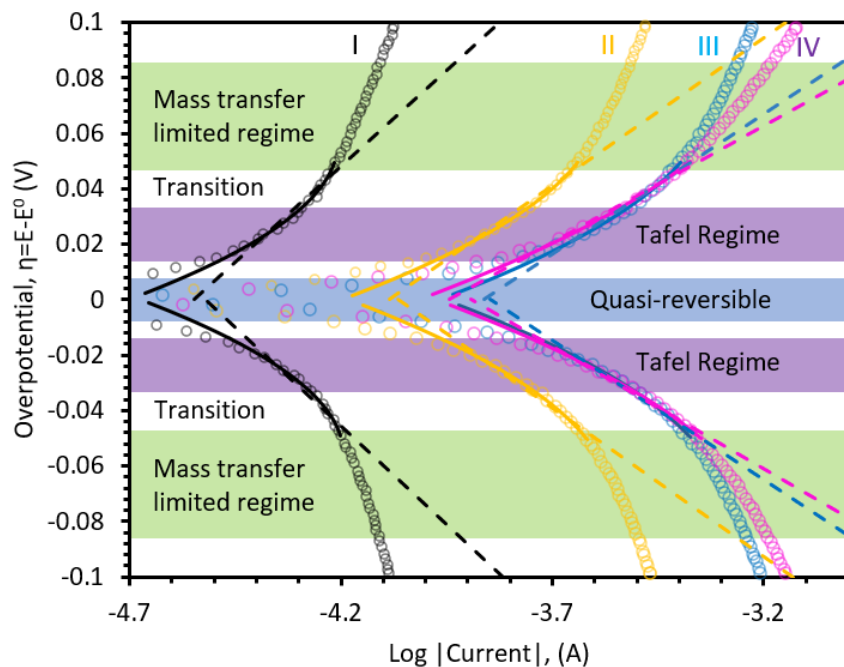 Overpotential, η=E-E⁰ (V)
0.1
0.08
0.06
0.04
0.02
0
-0.02
-0.04
-0.06
-0.08
-0.1
I
II
III
IV
Mass transfer
limited regime
Transition
Tafel Regime
Quasi-reversible
Tafel Regime
Transition
Mass transfer
limited regime
-4.7
-4.2
-3.7
-3.2
Log |Current|, (A)